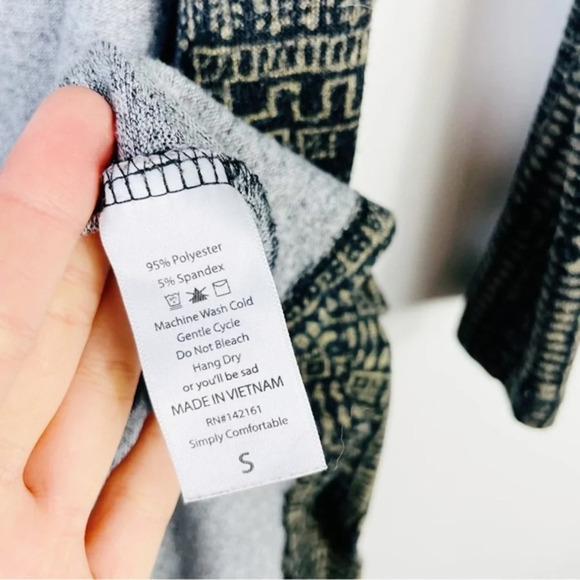 95% Polyester
5% Spandex
Machine Wash Cold
Gentle Cycle
Do Not Bleach
Hang Dry
or you'll be sad
MADE IN VIETNAM
RN#142161
Simply Comfortable
S